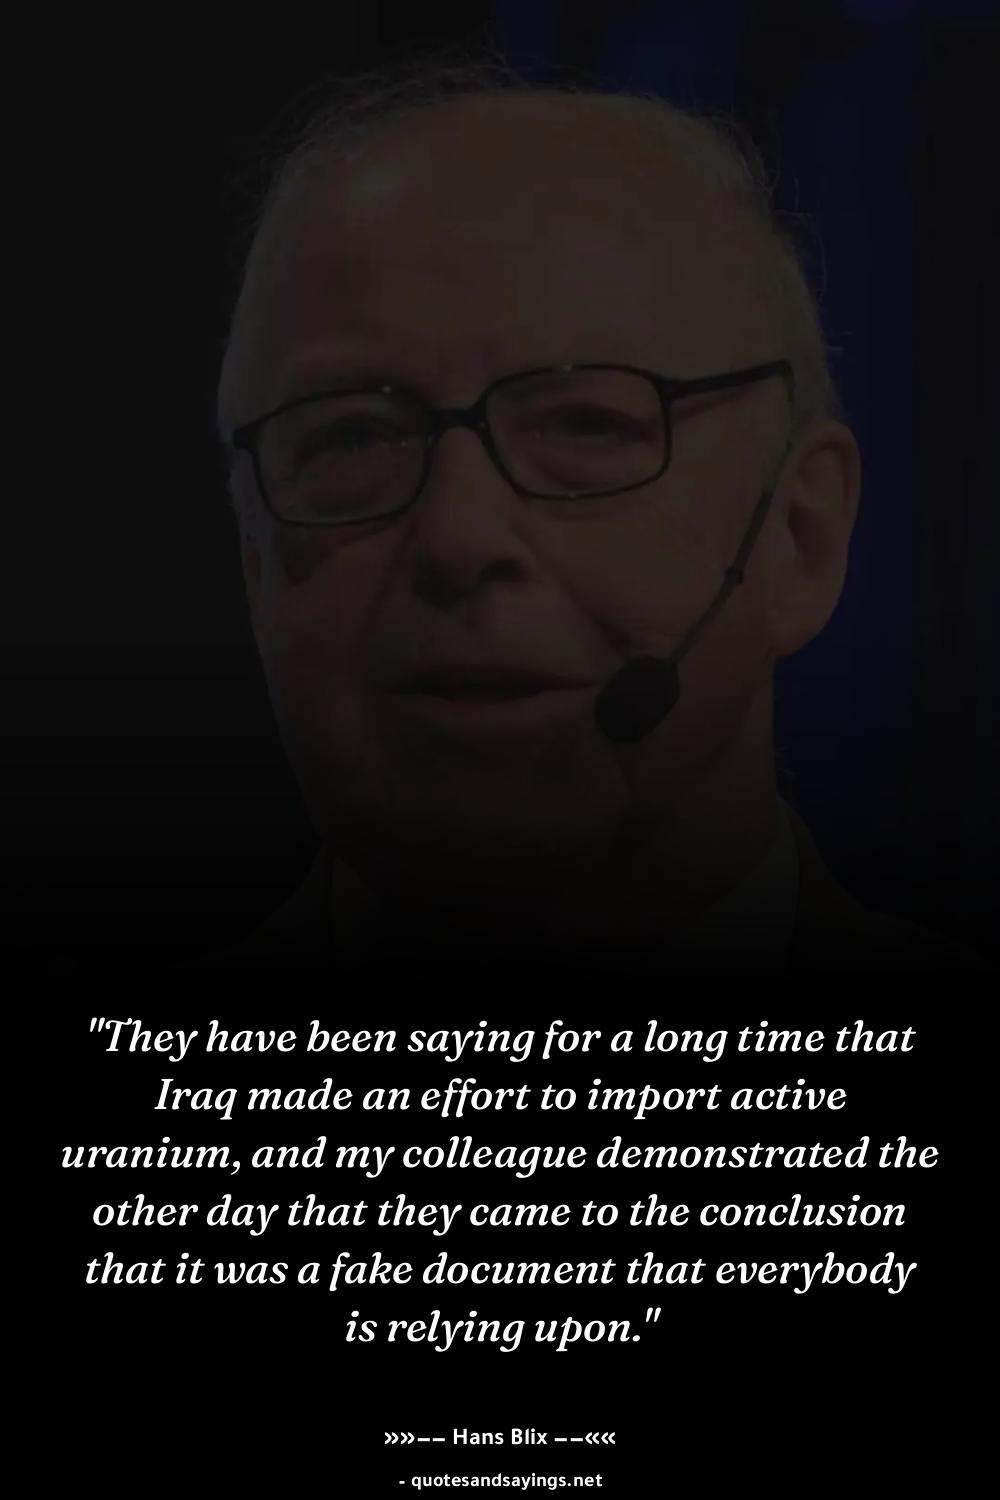 "They have been saying for a long time that
Iraq made an effort to import active
uranium, and my colleague demonstrated the
other day that they came to the conclusion
that it was a fake document that everybody
is relying upon."
»»–– Hans Blix ––««
- quotesandsayings.net